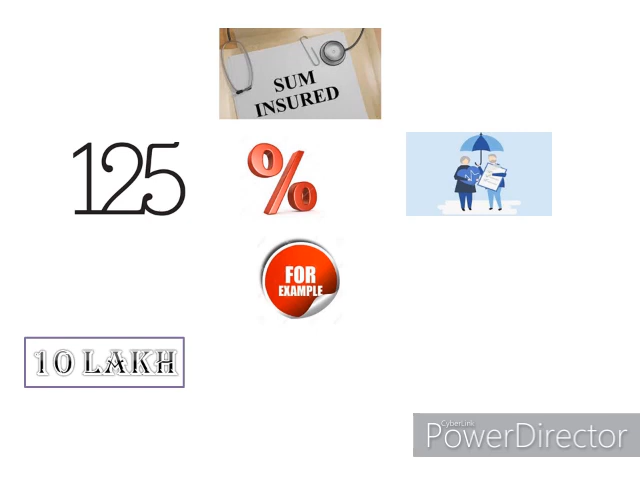 SUM
INSURED
125 %
FOR
EXAMPLE
10 LAKH
CyberLink
PowerDirector